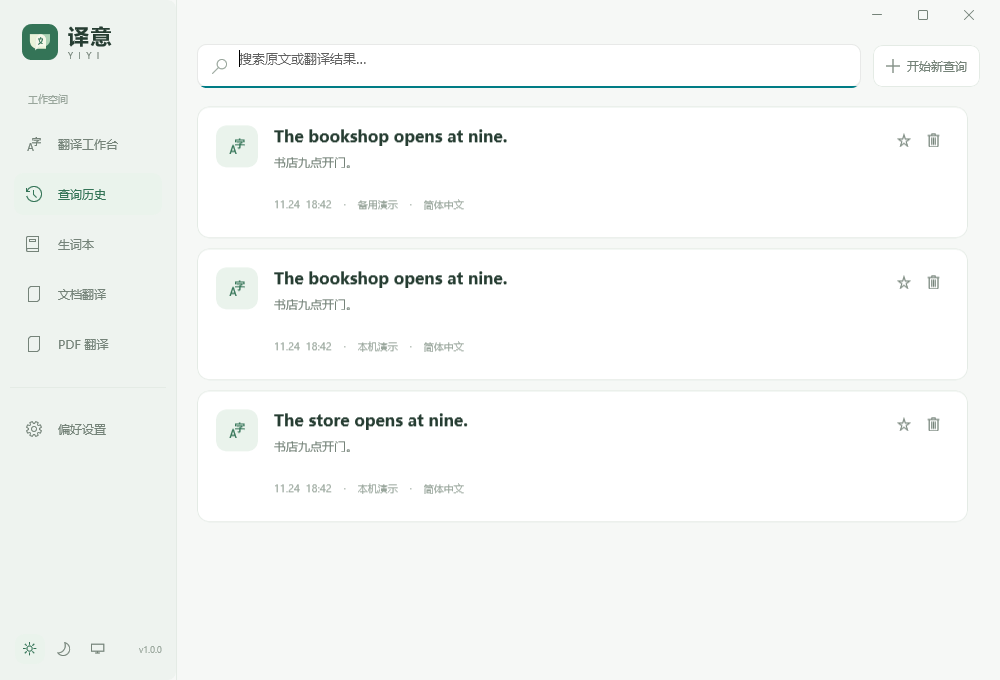 译意
YIYI
工作空间
翻译工作台
查询历史
生词本
文档翻译
PDF 翻译
偏好设置
v1.0.0
搜索原文或翻译结果...
开始新查询
The bookshop opens at nine.
书店九点开门。
11.24 18:42 · 备用演示 · 简体中文
The bookshop opens at nine.
书店九点开门。
11.24 18:42 · 本机演示 · 简体中文
The store opens at nine.
书店九点开门。
11.24 18:42 · 本机演示 · 简体中文